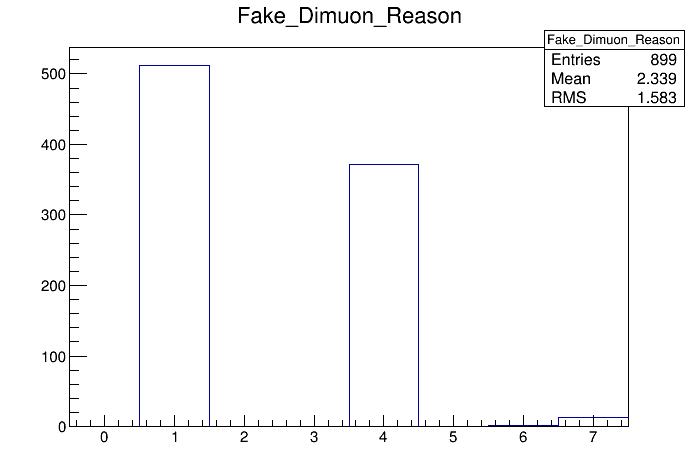 Fake_Dimuon_Reason
Fake_Dimuon_Reason
Entries 899
Mean 2.339
RMS 1.583
500
400
300
200
100
0
0 1 2 3 4 5 6 7